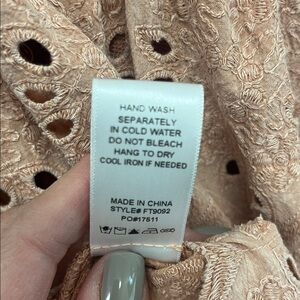 HAND WASH
SEPARATELY
IN COLD WATER
DO NOT BLEACH
HANG TO DRY
COOL IRON IF NEEDED
MADE IN CHINA
STYLE# FT9092
PO#17511